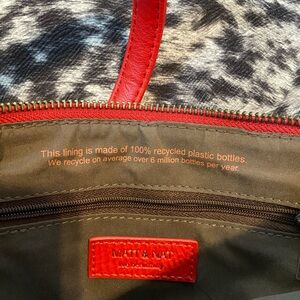 This lining is made of 100% recycled plastic bottles.
We recycle on average over 6 million bottles per year.
MATT & NAT